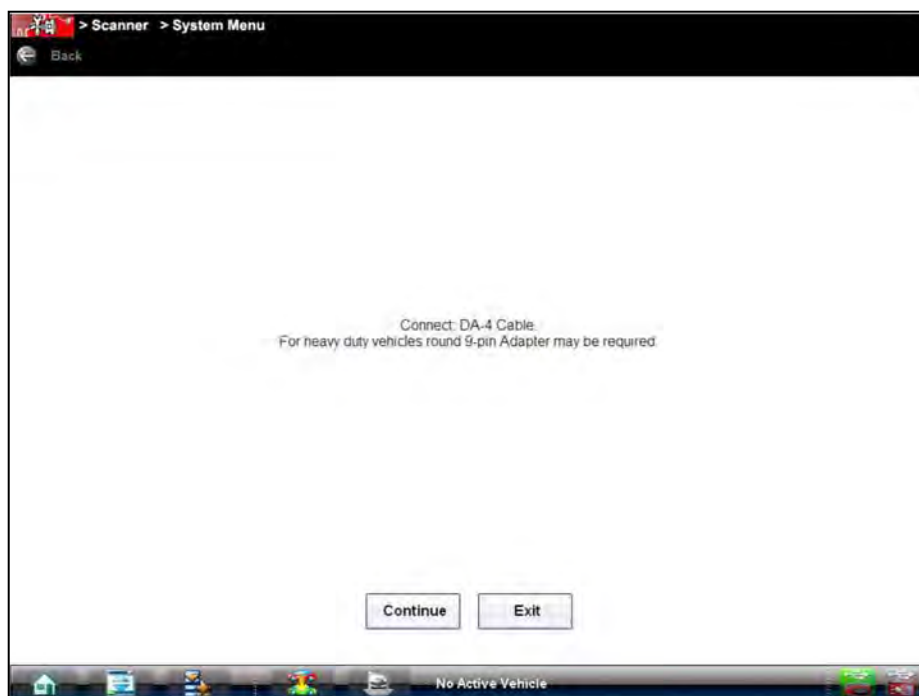 > Scanner > System Menu
Back
Connect: DA-4 Cable.
For heavy duty vehicles round 9-pin Adapter may be required.
Continue
Exit
No Active Vehicle